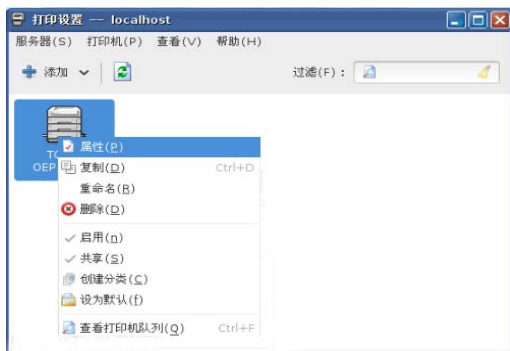 打印设置 — localhost
服务器(S) 打印机(P) 查看(V) 帮助(H)
添加
过滤(F):
属性(P)
OEP
复制(D) Ctrl+D
重命名(R)
删除(D)
启用(n)
共享(S)
创建分类(C)
设为默认(f)
查看打印机队列(Q) Ctrl+F